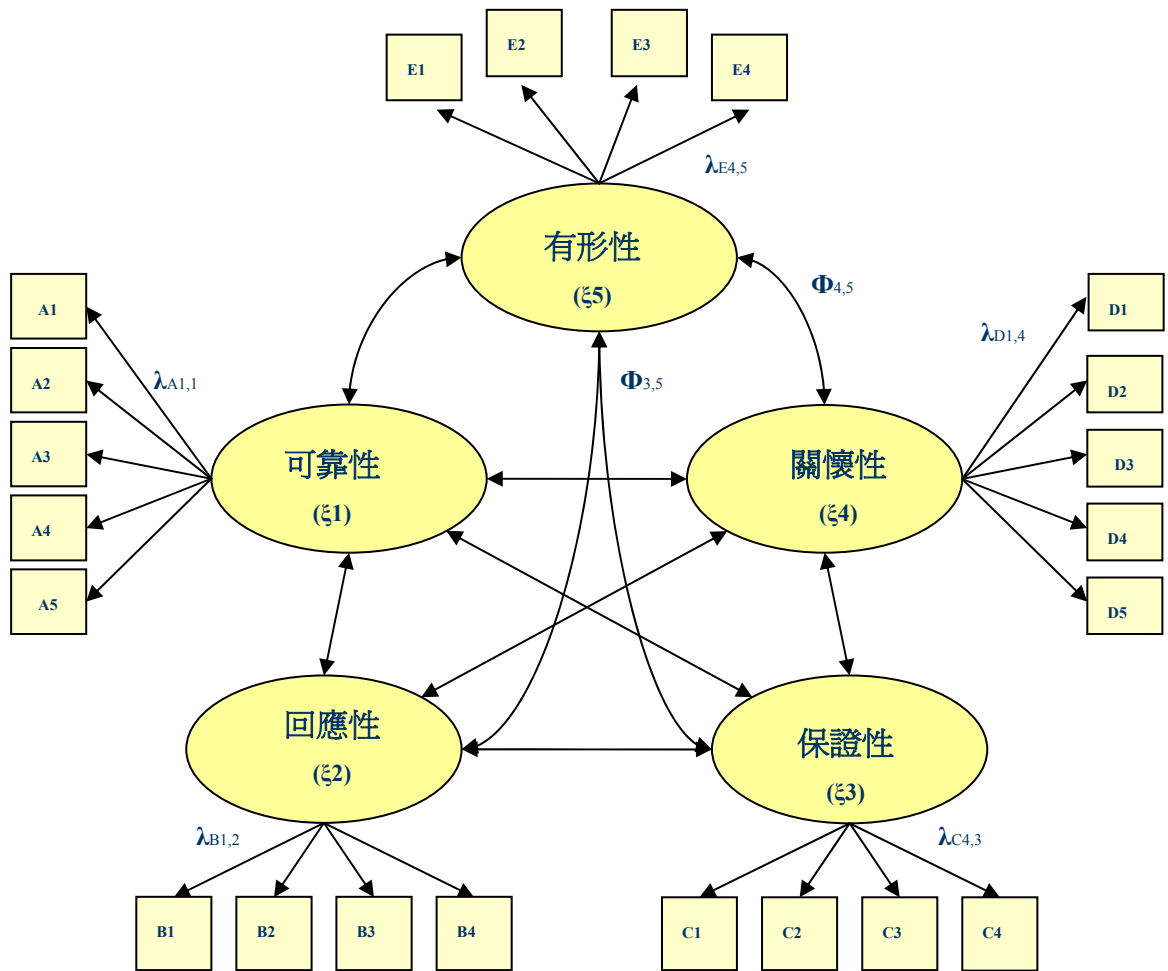 E1
E2
E3
E4
λE4,5
有形性
(ξ5)
Φ4,5
A1
A2
A3
A4
A5
λA1,1
Φ3,5
λD1,4
D1
D2
D3
D4
D5
可靠性
(ξ1)
關懷性
(ξ4)
回應性
(ξ2)
保證性
(ξ3)
λB1,2
λC4,3
B1
B2
B3
B4
C1
C2
C3
C4